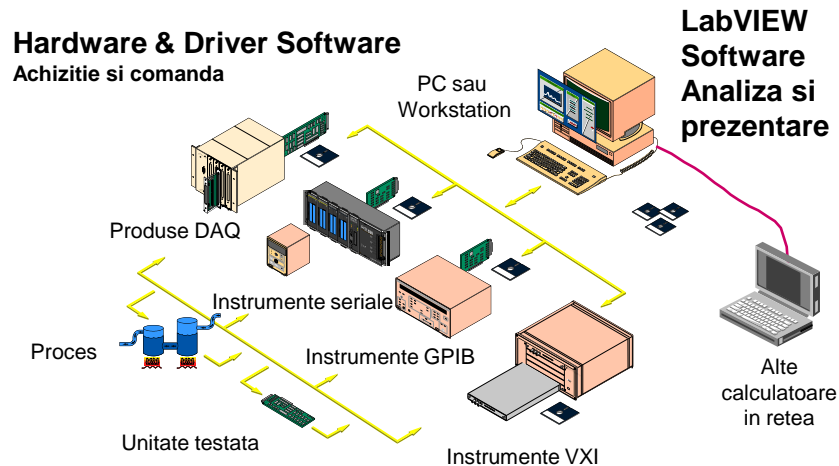 Hardware & Driver Software
Achizitie si comanda
LabVIEW
Software
Analiza si
prezentare
PC sau
Workstation
Produse DAQ
Instrumente seriale
Proces
Instrumente GPIB
Alte
calculatoare
in retea
Unitate testata
Instrumente VXI